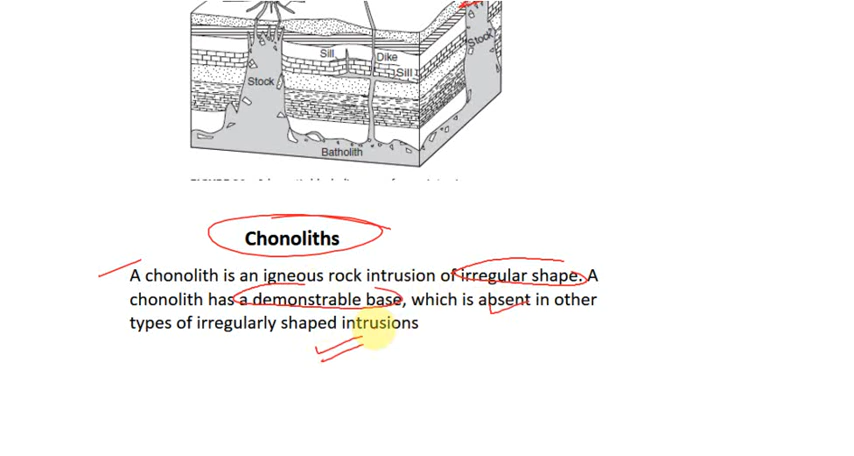 Stock
Sill
Dike
Sill
Stock
Batholith
Chonoliths
A chonolith is an igneous rock intrusion of irregular shape. A
chonolith has a demonstrable base, which is absent in other
types of irregularly shaped intrusions